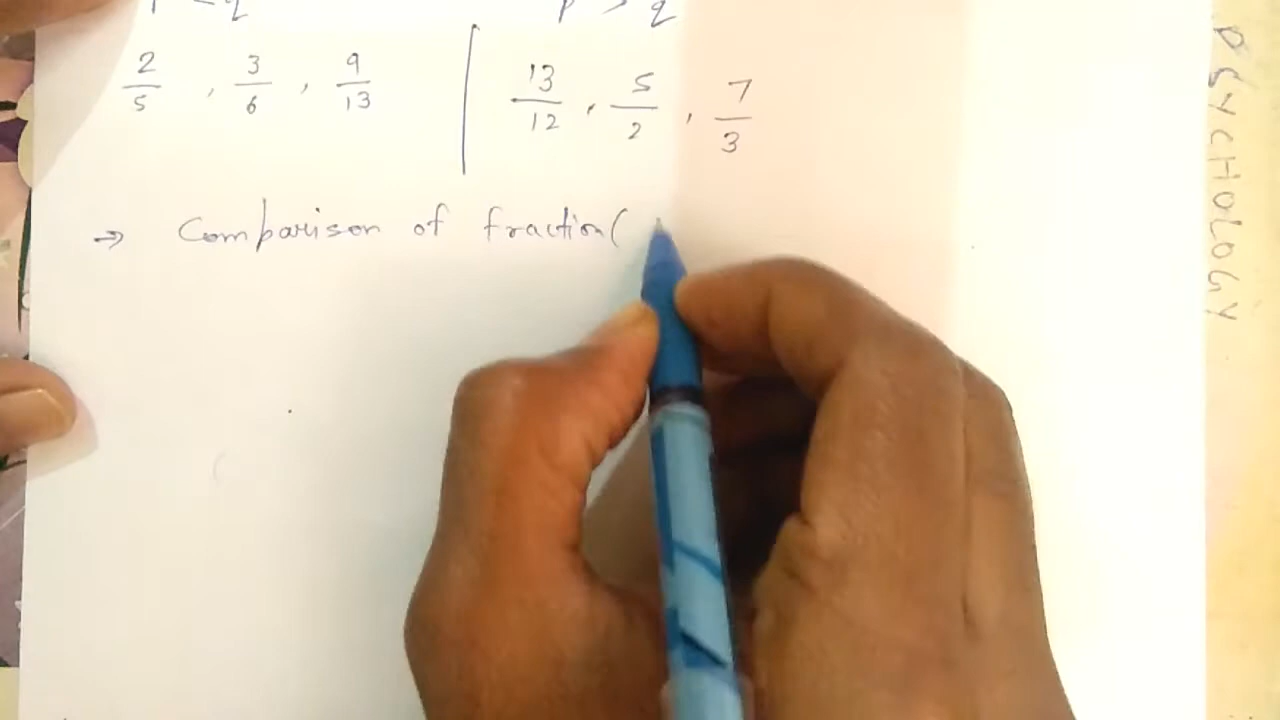 p > q
2/5 , 3/6 , 9/13 | 13/12 , 5/2 , 7/3
→ Comparison of fraction(
PSYCHOLOGY